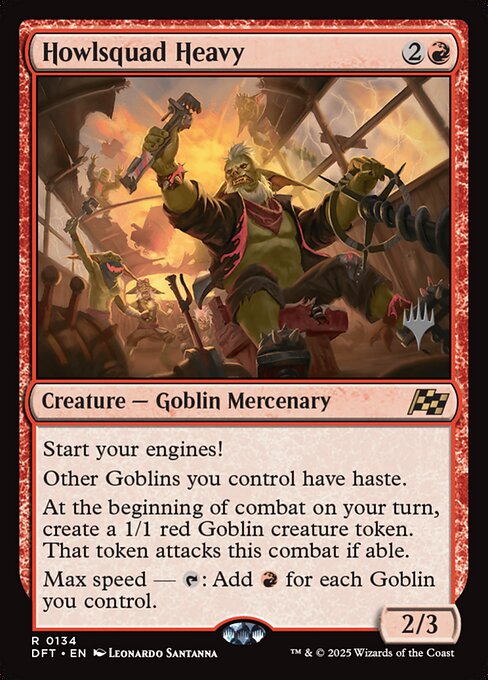 Howlsquad Heavy 2
Creature — Goblin Mercenary
Start your engines!
Other Goblins you control have haste.
At the beginning of combat on your turn,
create a 1/1 red Goblin creature token.
That token attacks this combat if able.
Max speed — : Add for each Goblin
you control.
2/3
R 0134
DFT • EN Leonardo Santanna
™ & © 2025 Wizards of the Coast